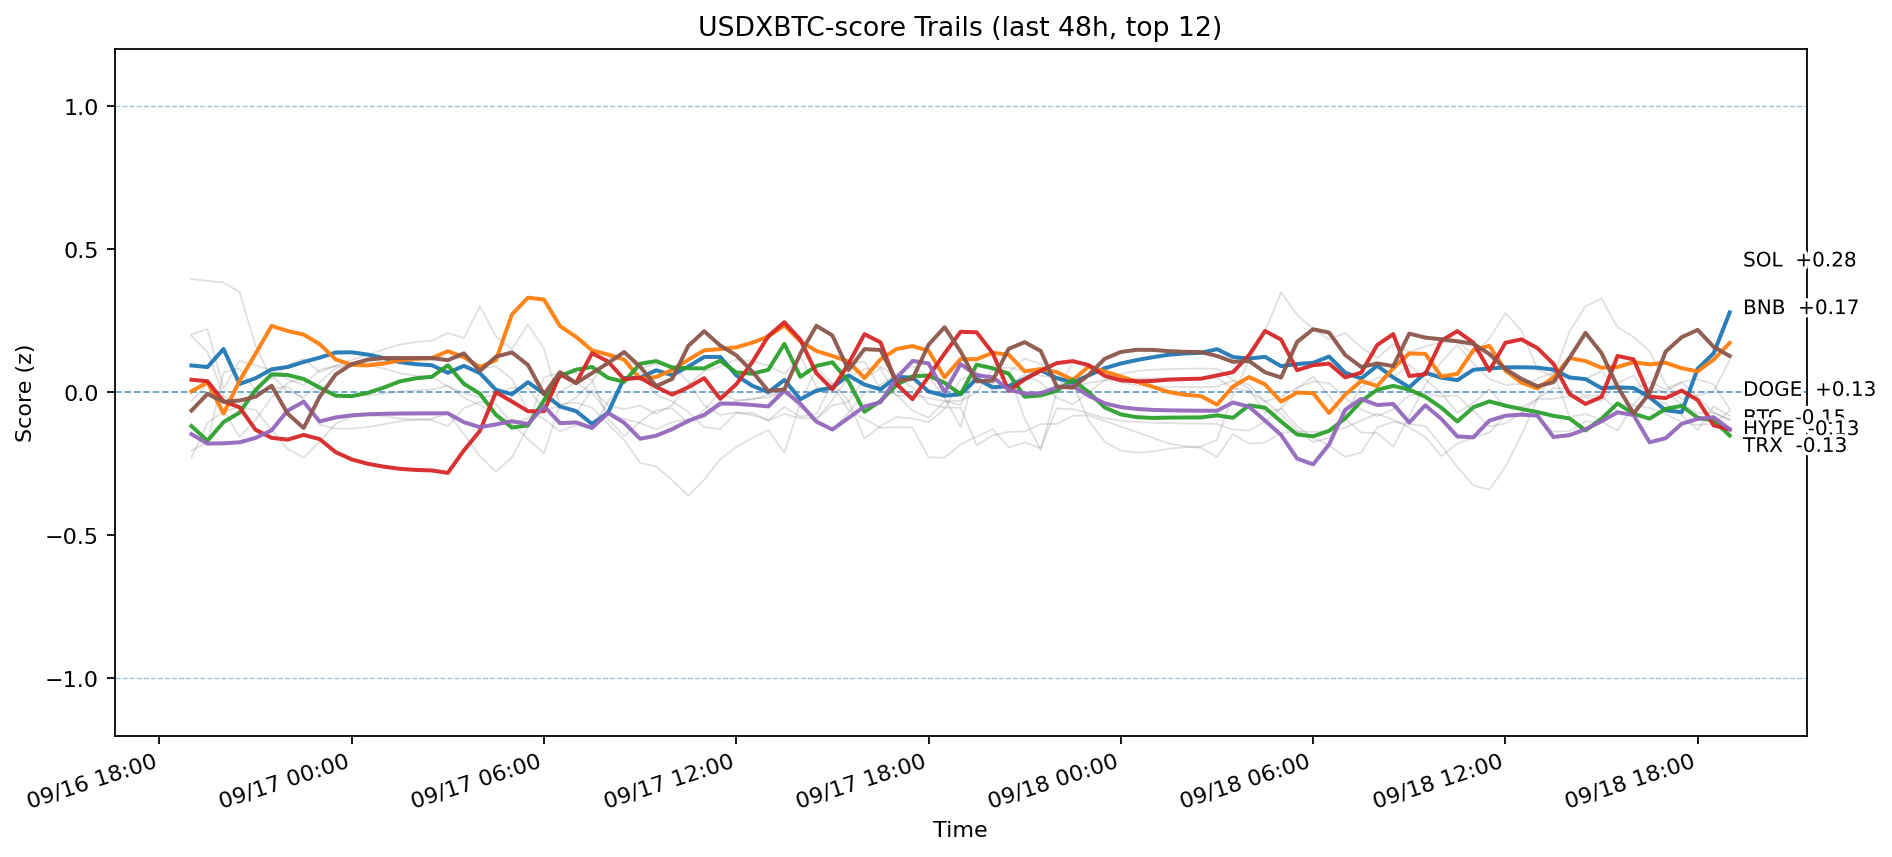 USDXBTC-score Trails (last 48h, top 12)
Score (z)
1.0
0.5
0.0
−0.5
−1.0
SOL +0.28
BNB +0.17
DOGE +0.13
BTC -0.15
HYPE -0.13
TRX -0.13
09/16 18:00
09/17 00:00
09/17 06:00
09/17 12:00
09/17 18:00
09/18 00:00
09/18 06:00
09/18 12:00
09/18 18:00
Time